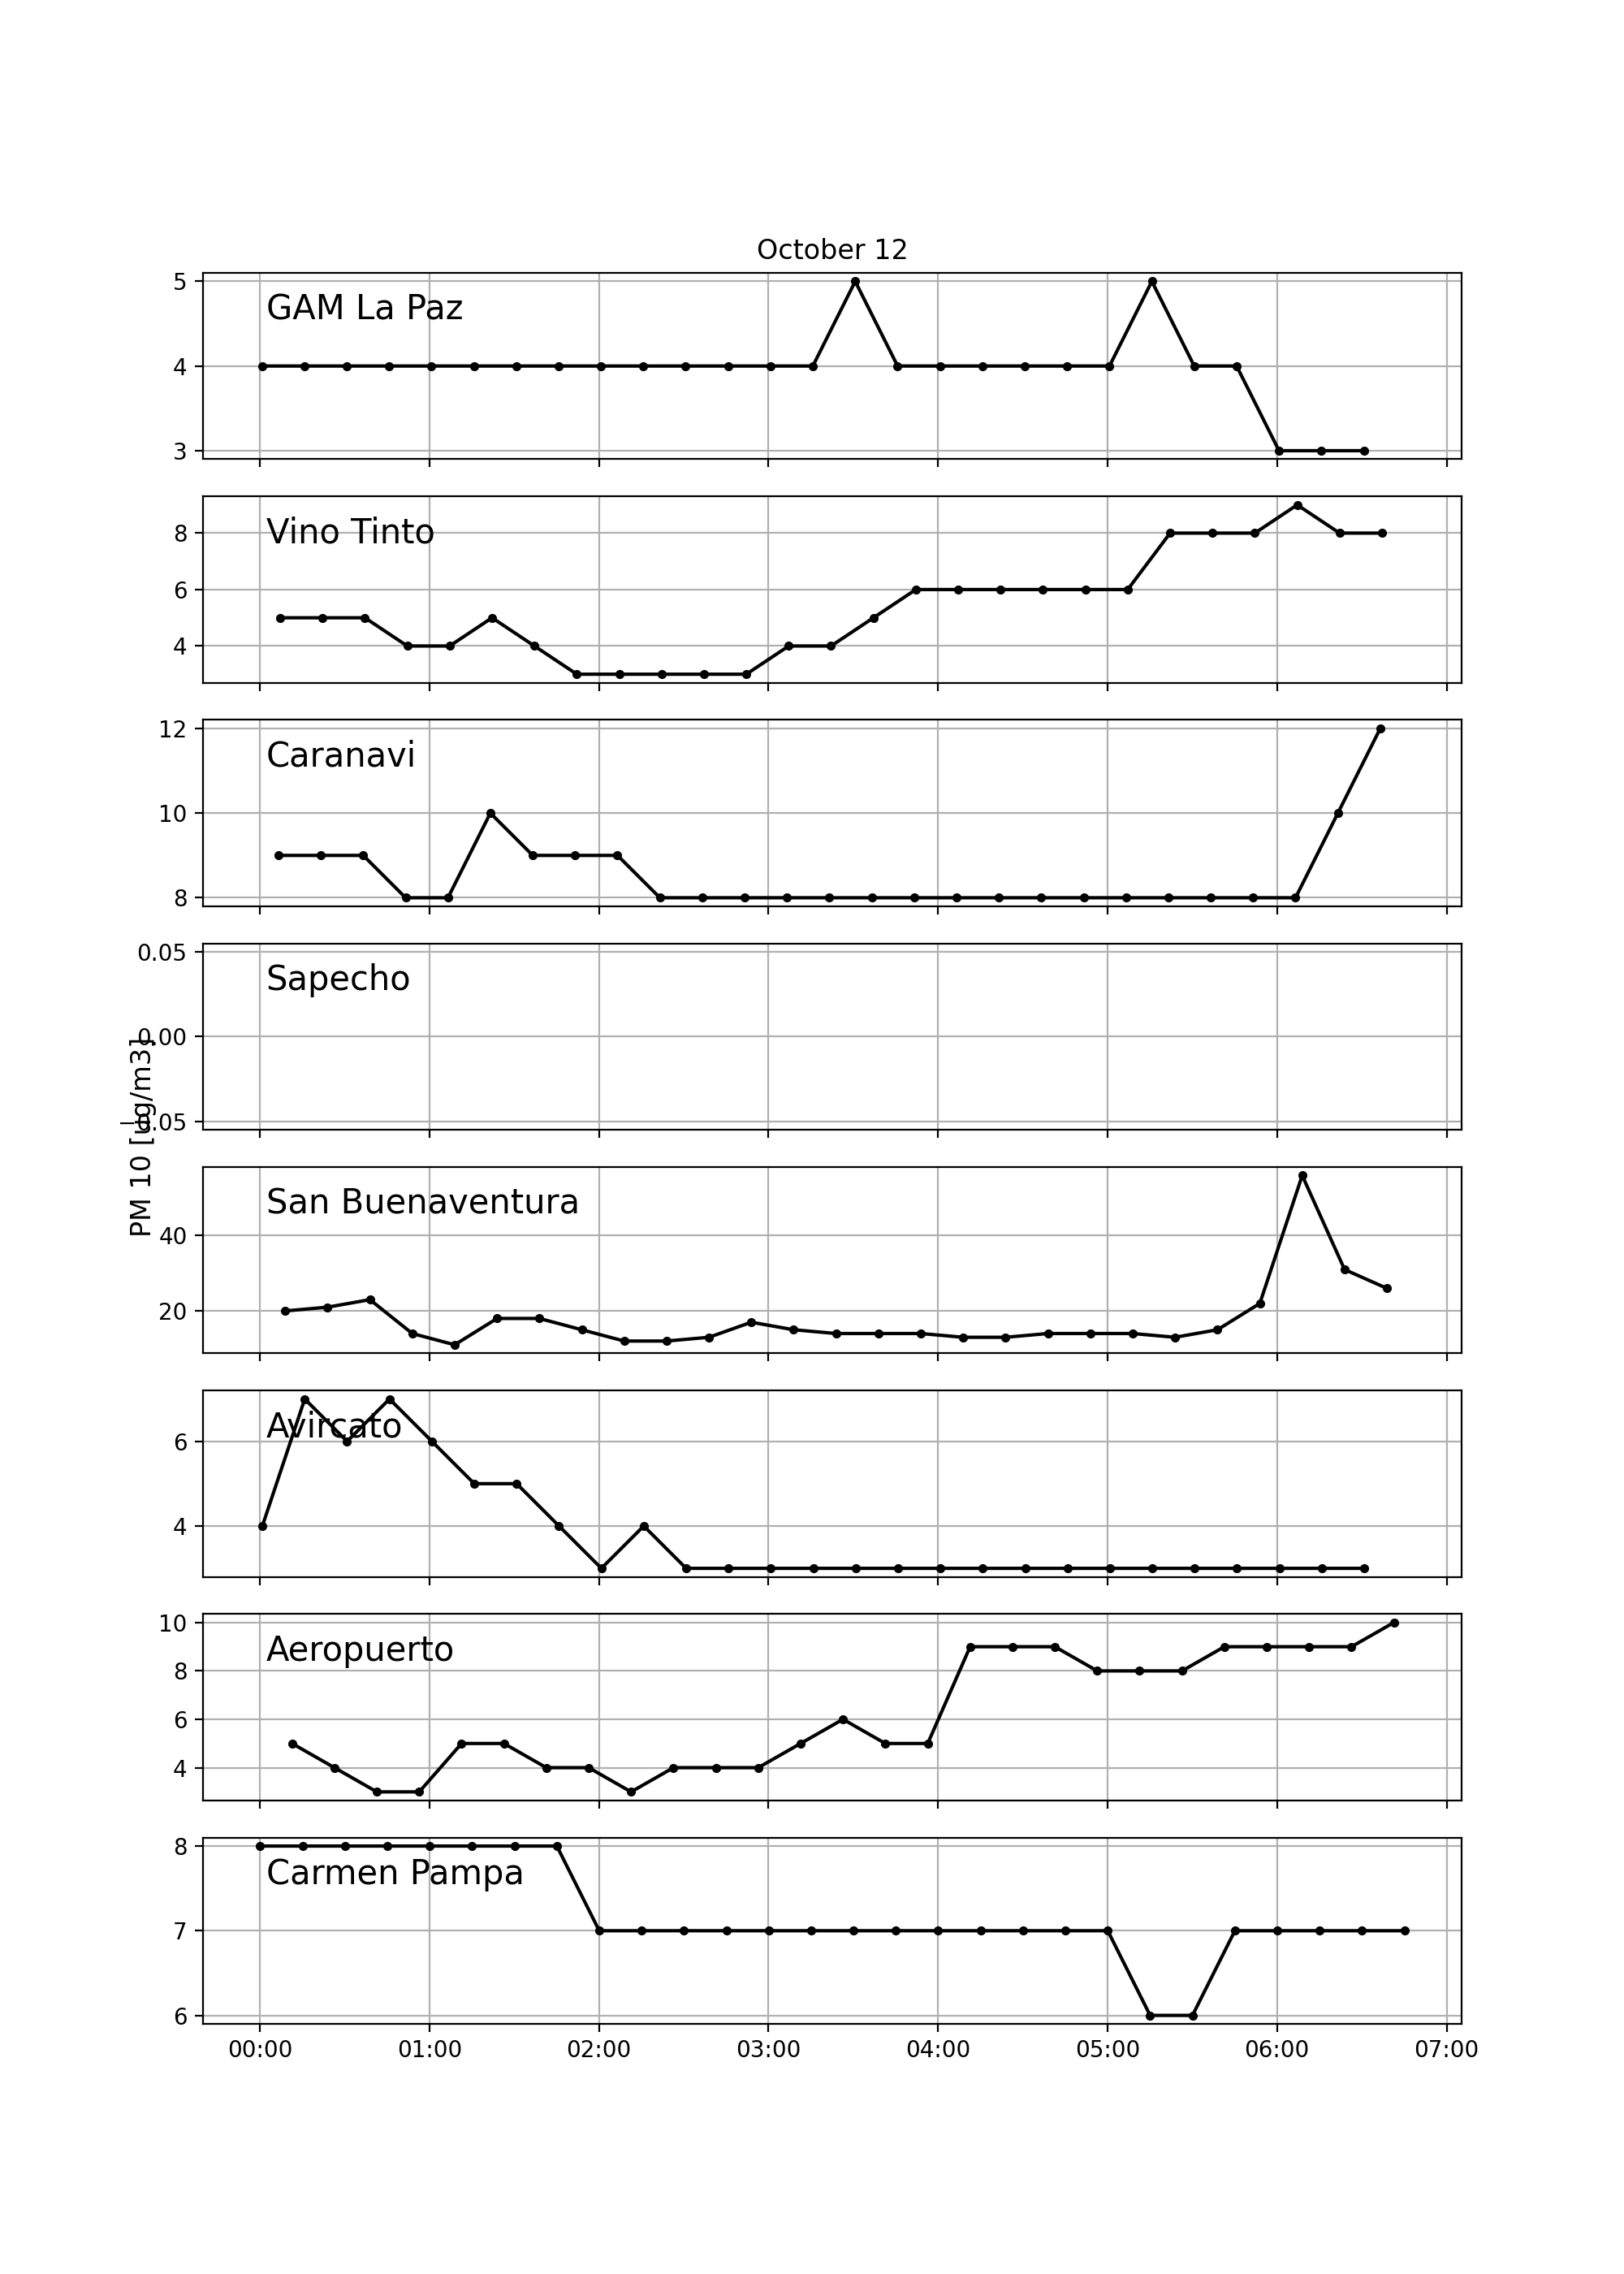 October 12
5
GAM La Paz
4
3
8
Vino Tinto
6
4
12
Caranavi
10
8
0.05
Sapecho
0.00
−0.05
PM 10 [ug/m3]
San Buenaventura
40
20
Avircato
6
4
10
Aeropuerto
8
6
4
8
Carmen Pampa
7
6
00:00 01:00 02:00 03:00 04:00 05:00 06:00 07:00